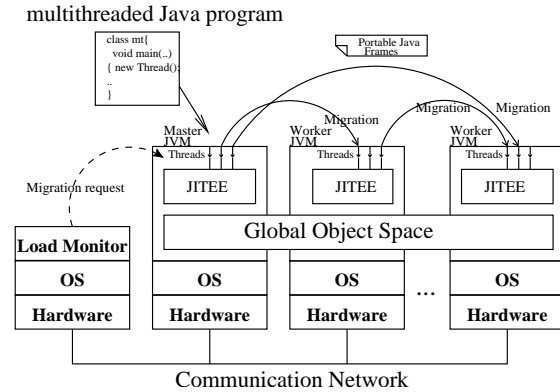 multithreaded Java program
class mt{
void main(..)
{ new Thread();
..
}
Portable Java
Frames
Migration
Migration
Migration
Master
JVM
Worker
JVM
Worker
JVM
Threads
Threads
Threads
Migration request
JITEE
JITEE
JITEE
Global Object Space
Load Monitor
OS
OS
OS
OS
...
Hardware
Hardware
Hardware
Hardware
Communication Network